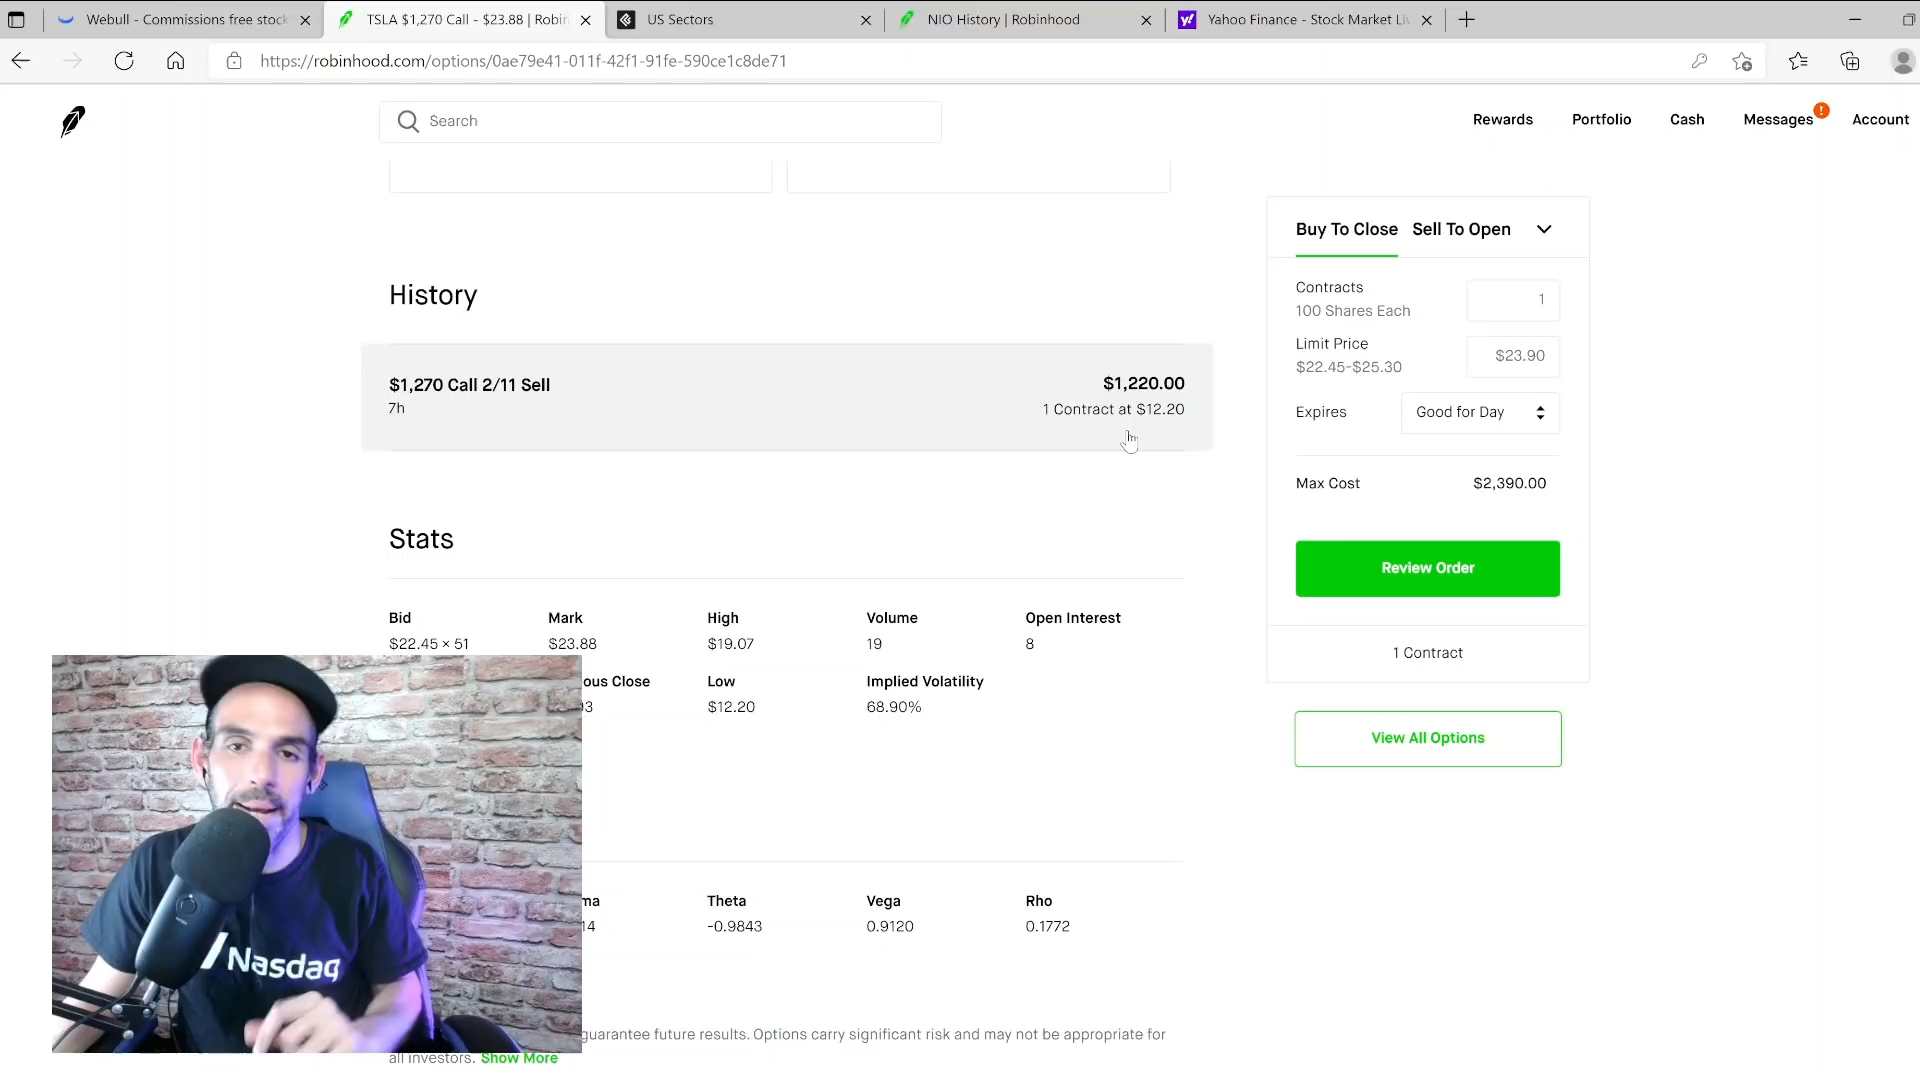 Webull - Commissions free stock
TSLA $1,270 Call - $23.88 | Robin
US Sectors
NIO History | Robinhood
Yahoo Finance - Stock Market Li
https://robinhood.com/options/0ae79e41-011f-42f1-91fe-590ce1c8de71
Search
Rewards
Portfolio
Cash
Messages
!
Account
History
$1,270 Call 2/11 Sell
$1,220.00
7h
1 Contract at $12.20
Stats
Bid
Mark
High
Volume
Open Interest
$22.45 × 51
$23.88
$19.07
19
8
ous Close
Low
Implied Volatility
03
$12.20
68.90%
ma
Theta
Vega
Rho
14
-0.9843
0.9120
0.1772
guarantee future results. Options carry significant risk and may not be appropriate for
all investors. Show More
Buy To Close
Sell To Open
Contracts
1
100 Shares Each
Limit Price
$23.90
$22.45-$25.30
Expires
Good for Day
Max Cost
$2,390.00
Review Order
1 Contract
View All Options
Nasdaq